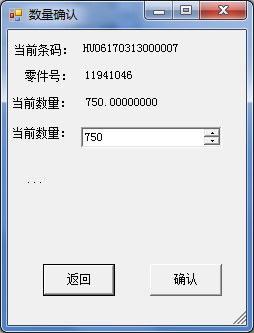 数量确认
当前条码： HU06170313000007
零件号： 11941046
当前数量： 750.00000000
当前数量： 750
...
返回 确认